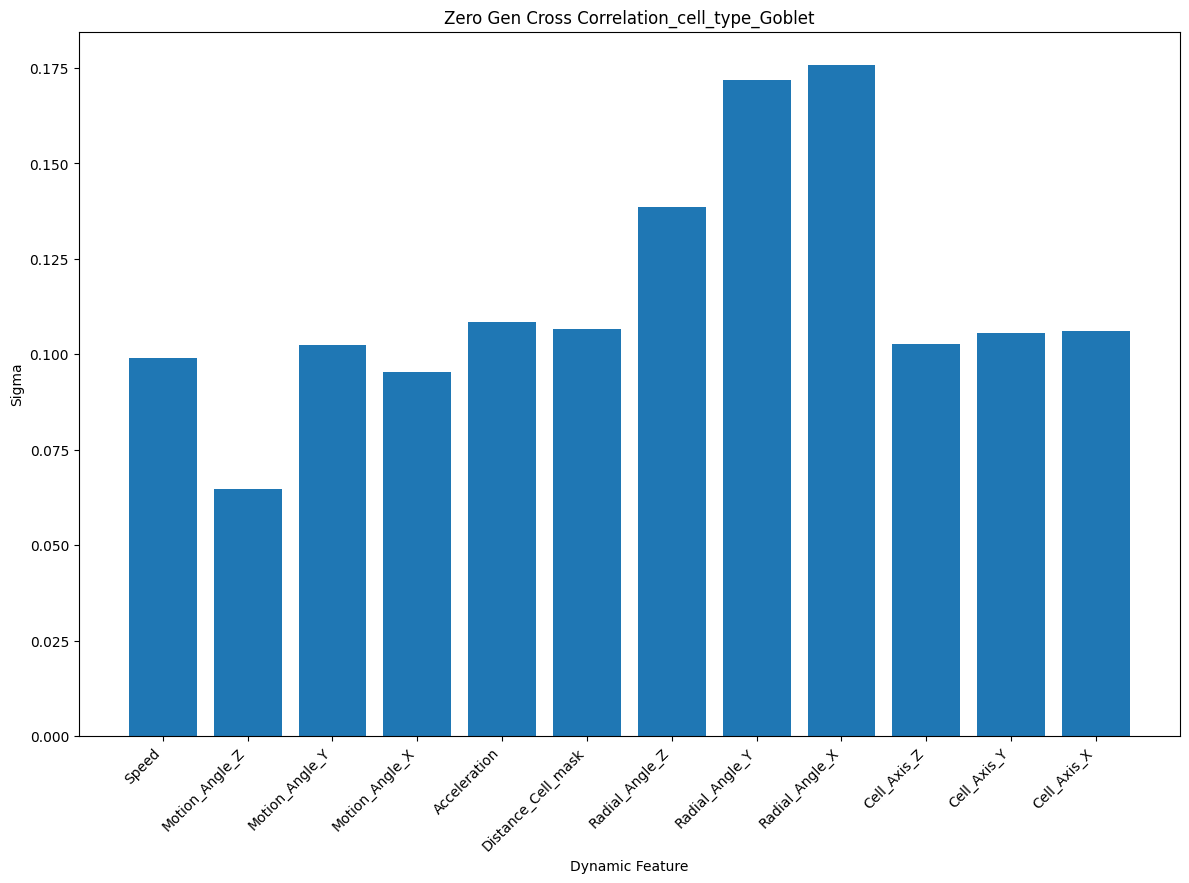 Zero Gen Cross Correlation_cell_type_Goblet
Sigma
0.175
0.150
0.125
0.100
0.075
0.050
0.025
0.000
Speed
Motion_Angle_Z
Motion_Angle_Y
Motion_Angle_X
Acceleration
Distance_Cell_mask
Radial_Angle_Z
Radial_Angle_Y
Radial_Angle_X
Cell_Axis_Z
Cell_Axis_Y
Cell_Axis_X
Dynamic Feature